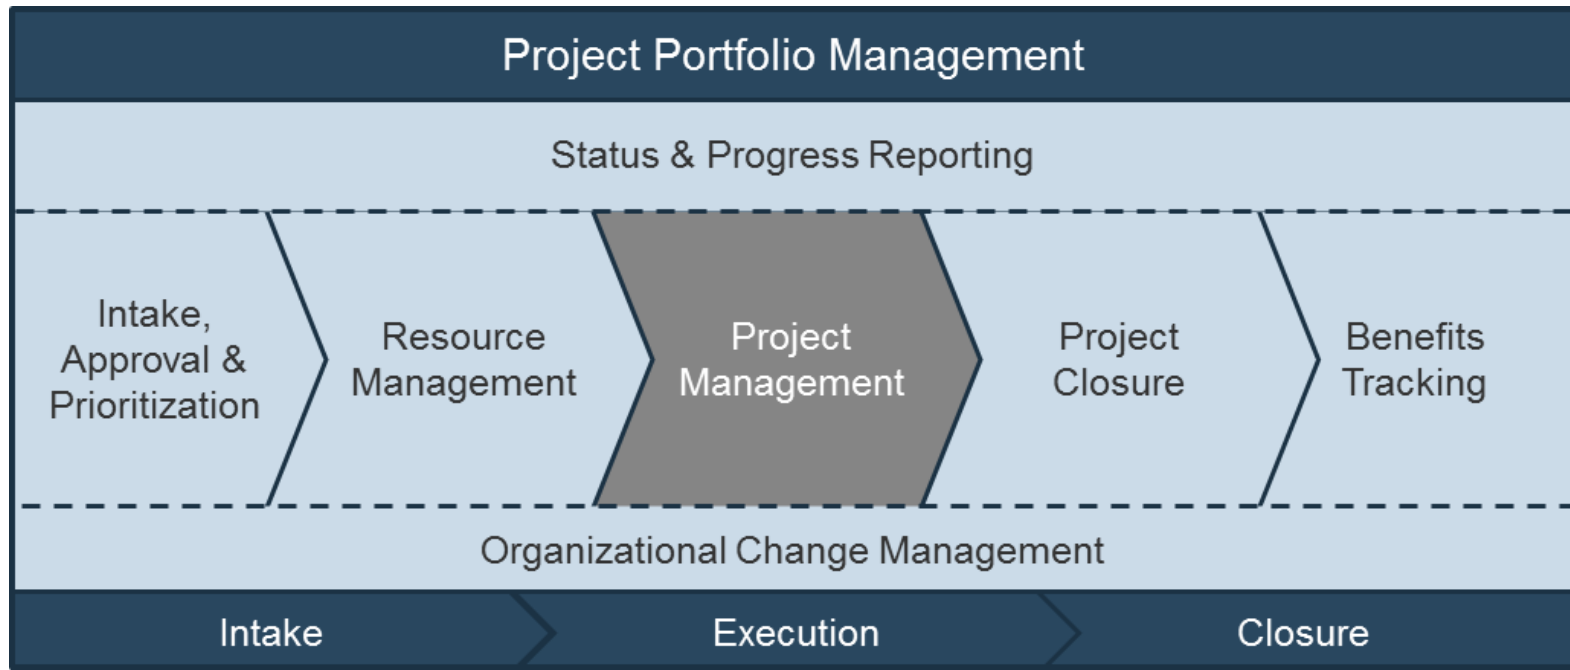 Project Portfolio Management
Status & Progress Reporting
Intake,
Approval &
Prioritization
Resource
Management
Project
Management
Project
Closure
Benefits
Tracking
Organizational Change Management
Intake
Execution
Closure